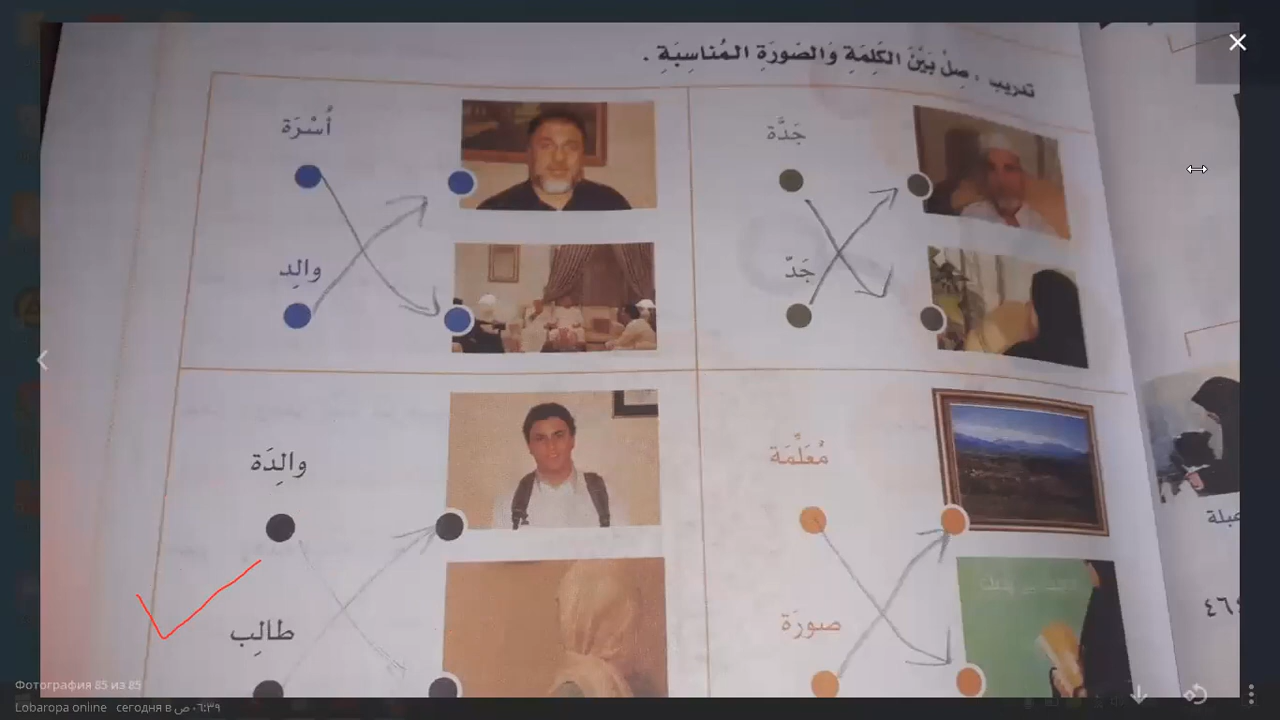 تدريب ، صِلْ بَيْنَ الكَلِمَةِ وَالصّورَةِ المُناسِبَةِ .
جَدَّة
جَدّ
أُسْرَة
والِد
مُعَلِّمَة
صورَة
والِدَة
طالِب
عبلة
Фотография 85 из 85
Lobaropa online сегодня в ٠٦:٣٩ ص